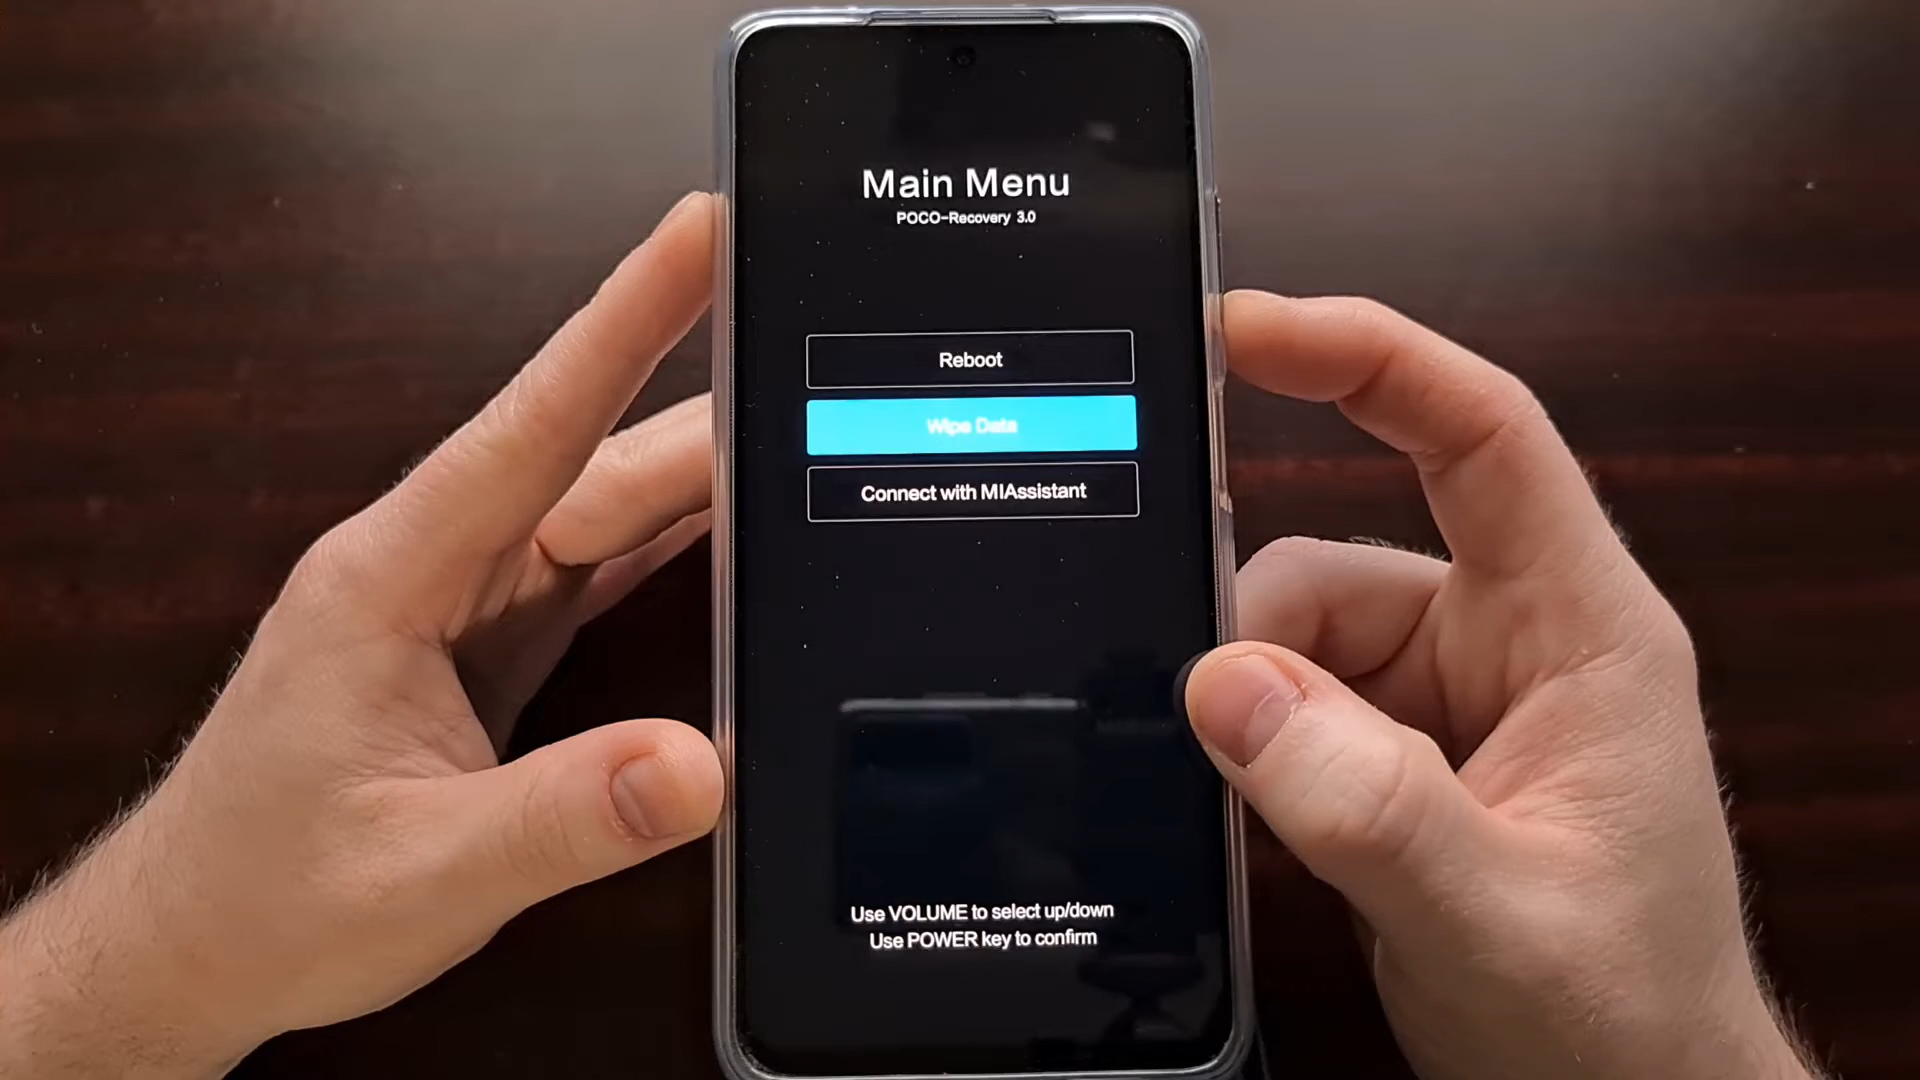 Main Menu
POCO-Recovery 3.0
Reboot
Wipe Data
Connect with MIAssistant
Use VOLUME to select up/down
Use POWER key to confirm